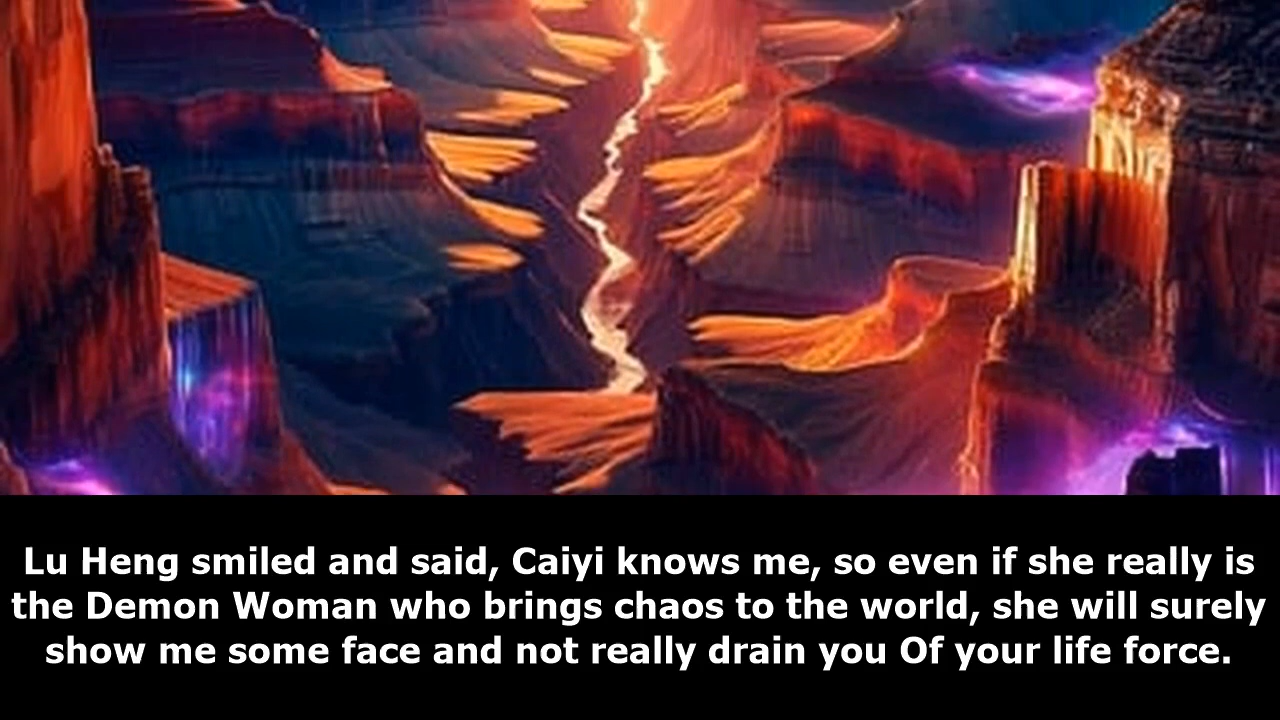 Lu Heng smiled and said, Caiyi knows me, so even if she really is
the Demon Woman who brings chaos to the world, she will surely
show me some face and not really drain you Of your life force.